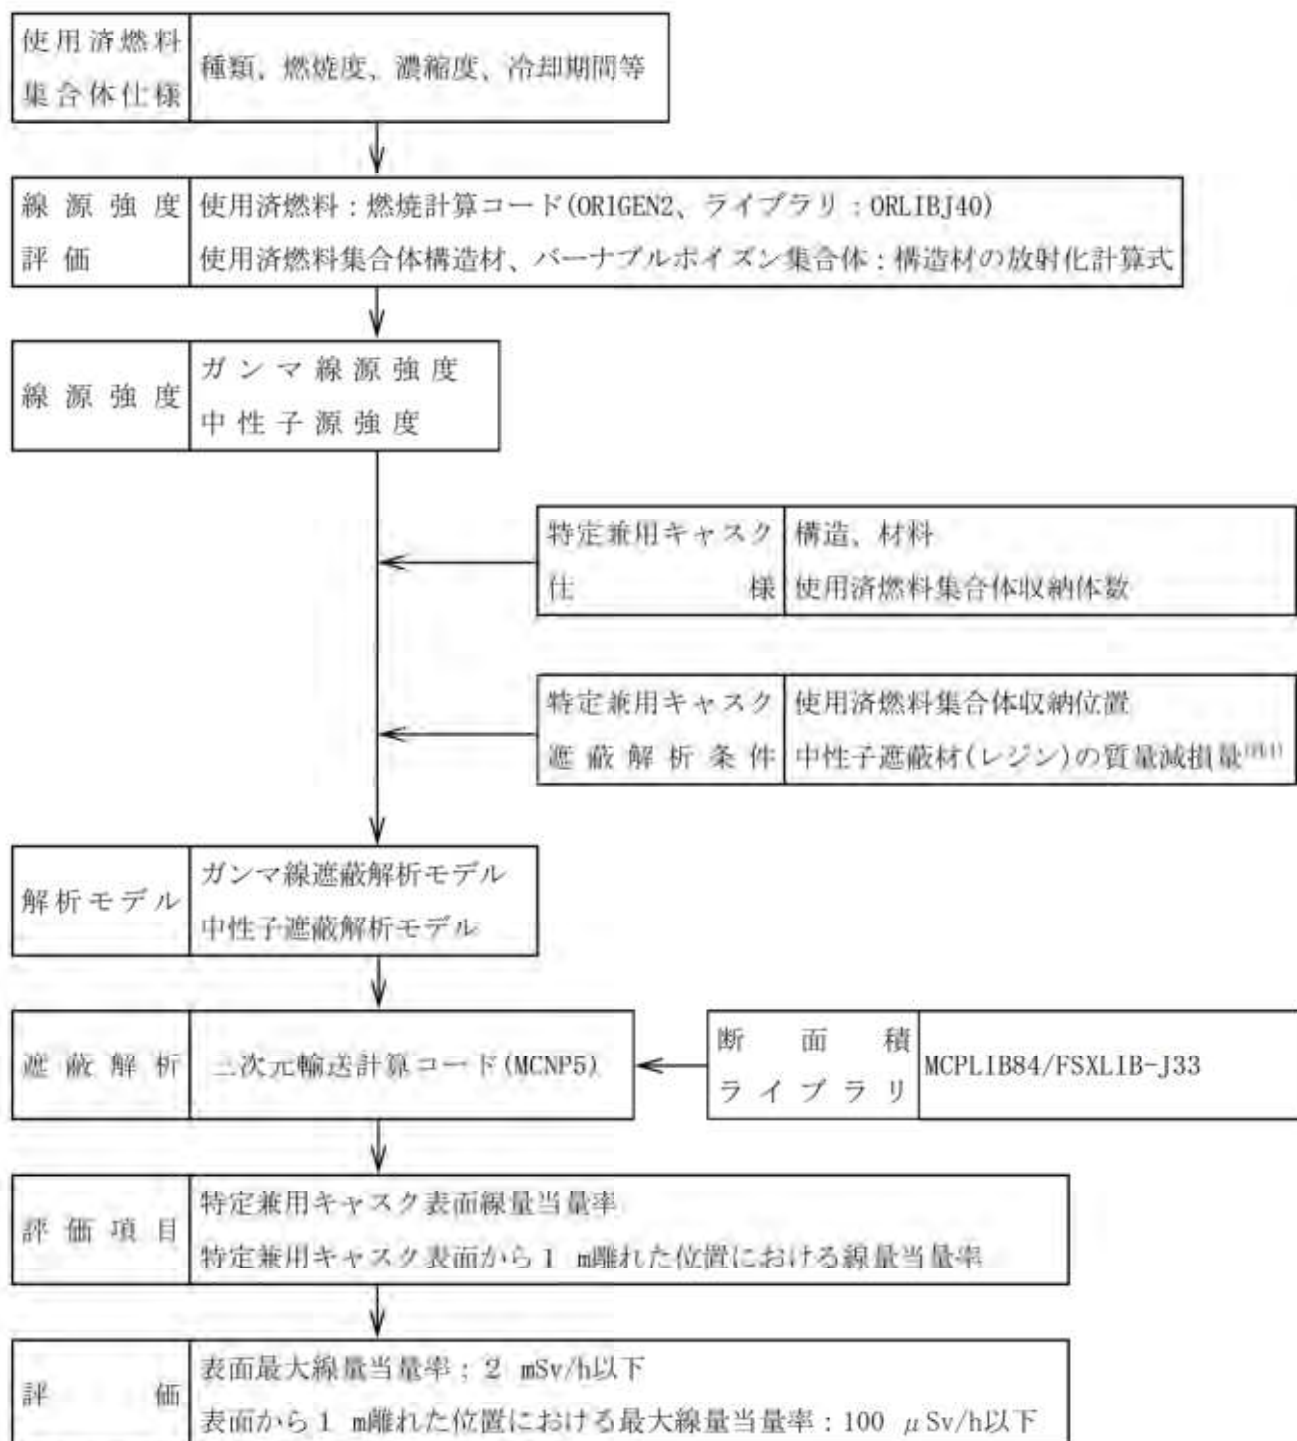 使用済燃料
集合体仕様
種類、燃焼度、濃縮度、冷却期間等
線源強度
評価
使用済燃料：燃焼計算コード(ORIGEN2、ライブラリ：ORLIBJ40)
使用済燃料集合体構造材、バーナブルポイズン集合体：構造材の放射化計算式
線源強度
ガンマ線源強度
中性子源強度
特定兼用キャスク
仕様
構造、材料
使用済燃料集合体収納体数
特定兼用キャスク
遮蔽解析条件
使用済燃料集合体収納位置
中性子遮蔽材(レジン)の質量減損量
解析モデル
ガンマ線遮蔽解析モデル
中性子遮蔽解析モデル
遮蔽解析
三次元輸送計算コード(MCNP5)
断面積
ライブラリ
MCPLIB84/FSXLIB-J33
評価項目
特定兼用キャスク表面線量当量率
特定兼用キャスク表面から1 m離れた位置における線量当量率
評価
表面最大線量当量率：2 mSv/h以下
表面から1 m離れた位置における最大線量当量率：100 μSv/h以下